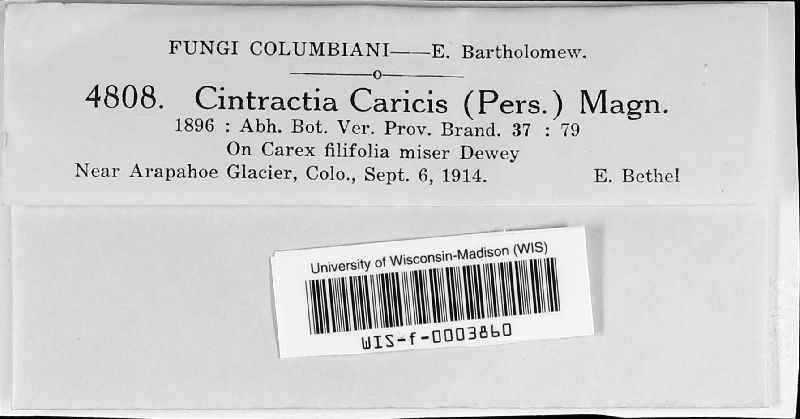 FUNGI COLUMBIANI——E. Bartholomew.
4808. Cintractia Caricis (Pers.) Magn.
1896 : Abh. Bot. Ver. Prov. Brand. 37 : 79
On Carex filifolia miser Dewey
Near Arapahoe Glacier, Colo., Sept. 6, 1914. E. Bethel
University of Wisconsin-Madison (WIS)
WIS-f-0003860